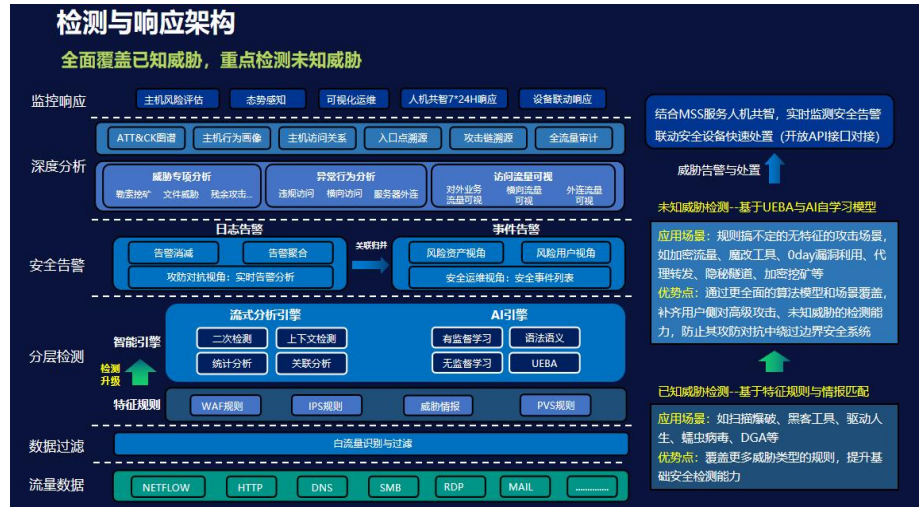 检测与响应架构
全面覆盖已知威胁，重点检测未知威胁
监控响应
主机风险评估
态势感知
可视化运维
人机共智7*24H响应
设备联动响应
深度分析
ATT&CK图谱
主机行为画像
主机访问关系
入口点溯源
攻击链溯源
全流量审计
威胁专项分析
勒索挖矿 文件威胁 残余攻击...
异常行为分析
违规访问 横向访问 服务器外连
访问流量可视
对外业务
流量可视
横向流量
可视
外连流量
可视
安全告警
日志告警
告警消减
告警聚合
攻防对抗视角：实时告警分析
关联归并
事件告警
风险资产视角
风险用户视角
安全运维视角：安全事件列表
分层检测
智能引擎
检测
升级
流式分析引擎
二次检测
上下文检测
统计分析
关联分析
AI引擎
有监督学习
语法语义
无监督学习
UEBA
特征规则
WAF规则
IPS规则
威胁情报
PVS规则
数据过滤
白流量识别与过滤
流量数据
NETFLOW
HTTP
DNS
SMB
RDP
MAIL
..............
结合MSS服务人机共智，实时监测安全告警
联动安全设备快速处置（开放API接口对接）
威胁告警与处置
未知威胁检测--基于UEBA与AI自学习模型
应用场景：规则搞不定的无特征的攻击场景，
如加密流量、魔改工具、0day漏洞利用、代
理转发、隐秘隧道、加密挖矿等
优势点：通过更全面的算法模型和场景覆盖，
补齐用户侧对高级攻击、未知威胁的检测能
力，防止其攻防对抗中绕过边界安全系统
已知威胁检测--基于特征规则与情报匹配
应用场景：如扫描爆破、黑客工具、驱动人
生、蠕虫病毒、DGA等
优势点：覆盖更多威胁类型的规则，提升基
础安全检测能力